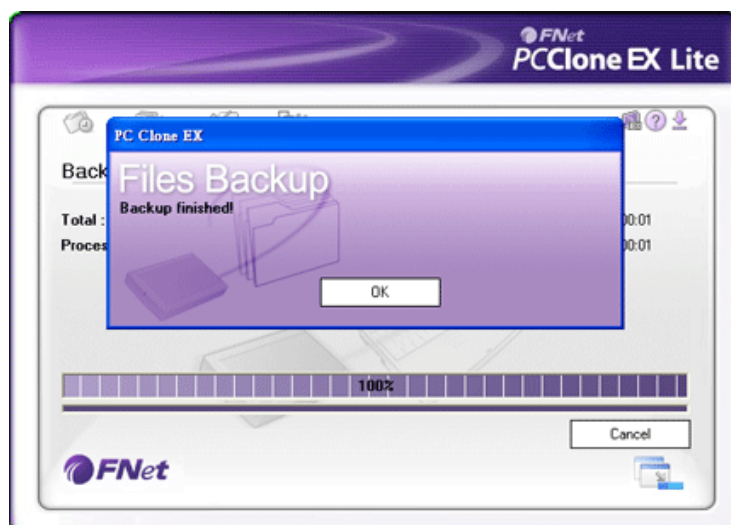 FNet
PCClone EX Lite
PC Clone EX
Files Backup
Backup finished!
Back
Total :
00:01
Proces
00:01
OK
100%
Cancel
FNet